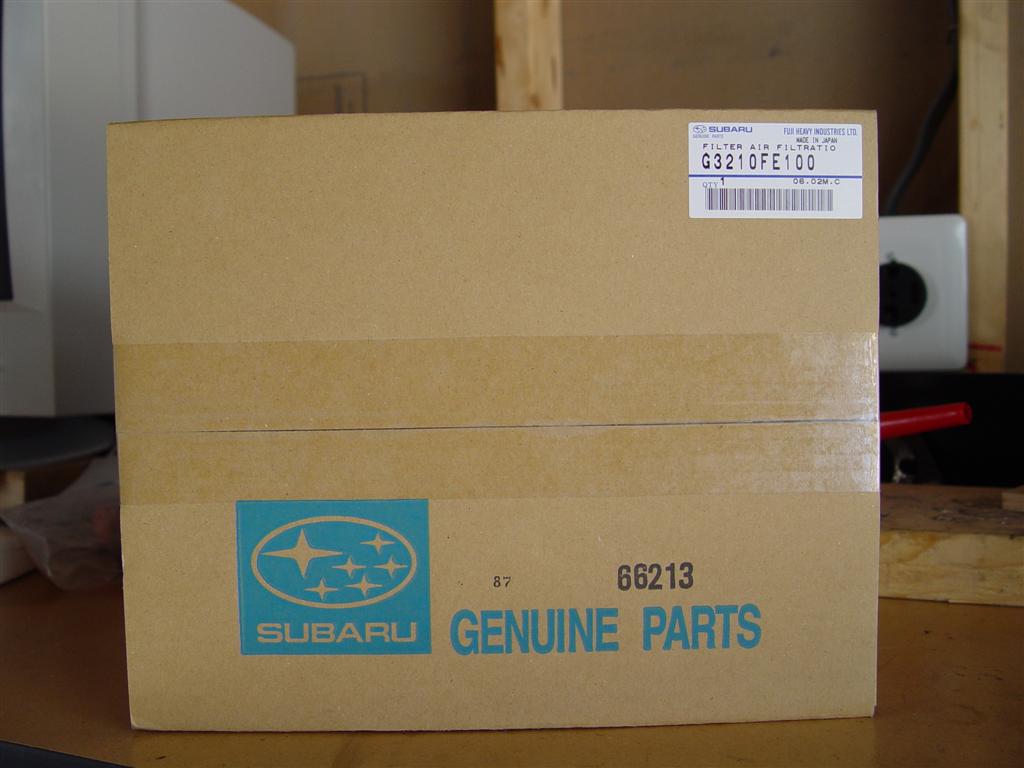 SUBARU FUJI HEAVY INDUSTRIES LTD.
GENUINE PARTS MADE IN JAPAN
FILTER AIR FILTRATIO
G3210FE100
QTY 1 06.02M.C
87 66213
SUBARU GENUINE PARTS